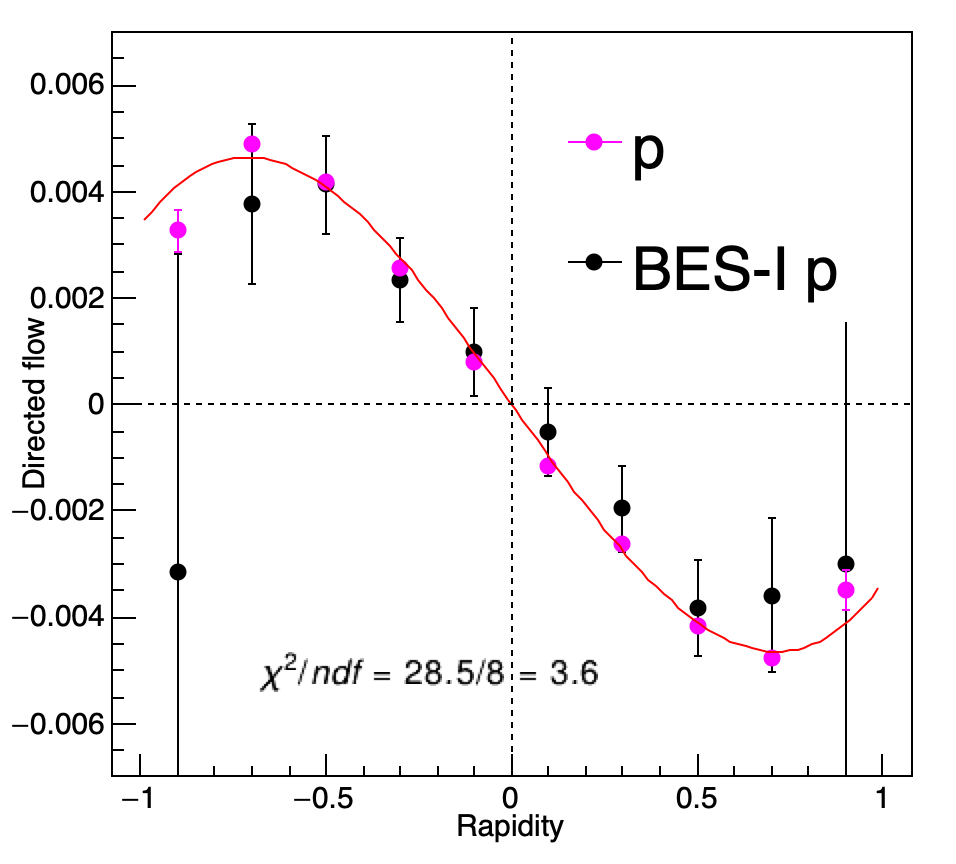 0.006
p
0.004
BES-I p
0.002
0
−0.002
−0.004
χ²/ndf = 28.5/8 = 3.6
−0.006
−1 −0.5 0 0.5 1
Rapidity
Directed flow